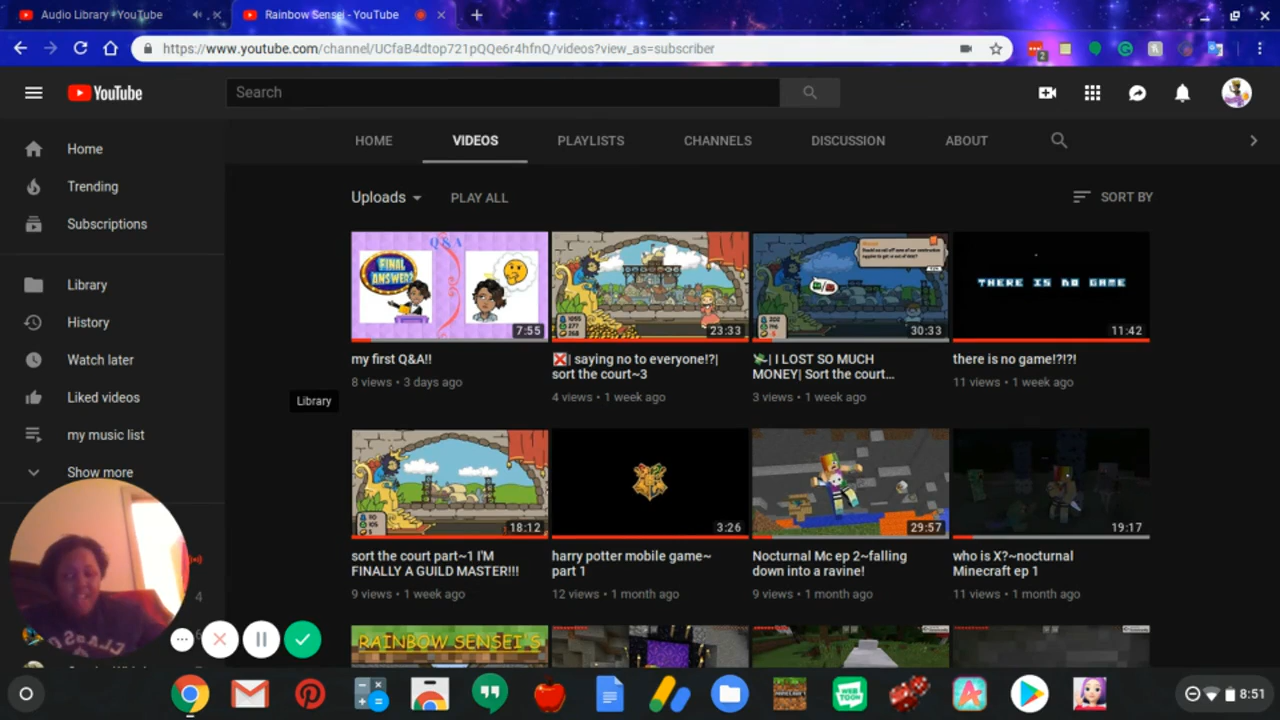 Audio Library - YouTube
Rainbow Sensei - YouTube
https://www.youtube.com/channel/UCfaB4dtop721pQQe6r4hfnQ/videos?view_as=subscriber
2
YouTube
Search
HOME
VIDEOS
PLAYLISTS
CHANNELS
DISCUSSION
ABOUT
Home
Trending
Subscriptions
Library
History
Watch later
Liked videos
my music list
Show more
Library
Uploads
PLAY ALL
SORT BY
Q & A
FINAL
ANSWER?
7:55
23:33
30:33
THERE IS NO GAME
11:42
my first Q&A!!
8 views • 3 days ago
❌| saying no to everyone!?|
sort the court~3
4 views • 1 week ago
💸| I LOST SO MUCH
MONEY| Sort the court...
3 views • 1 week ago
there is no game!?!?!
11 views • 1 week ago
18:12
3:26
29:57
19:17
sort the court part~1 I'M
FINALLY A GUILD MASTER!!!
9 views • 1 week ago
harry potter mobile game~
part 1
12 views • 1 month ago
Nocturnal Mc ep 2~falling
down into a ravine!
9 views • 1 month ago
who is X?~nocturnal
Minecraft ep 1
11 views • 1 month ago
4
6
RAINBOW SENSEI'S
WEB
TOON
8:51